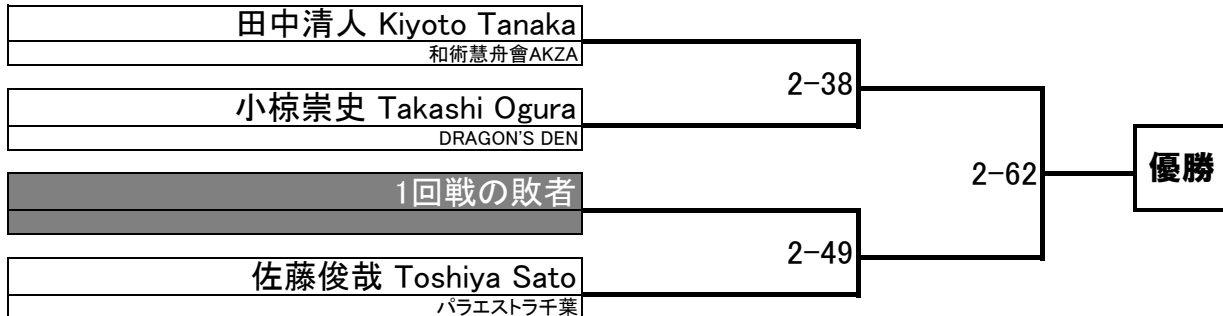 田中清人 Kiyoto Tanaka
和術慧舟會AKZA
2-38
小椋崇史 Takashi Ogura
DRAGON'S DEN
2-62
優勝
1回戦の敗者
2-49
佐藤俊哉 Toshiya Sato
パラエストラ千葉